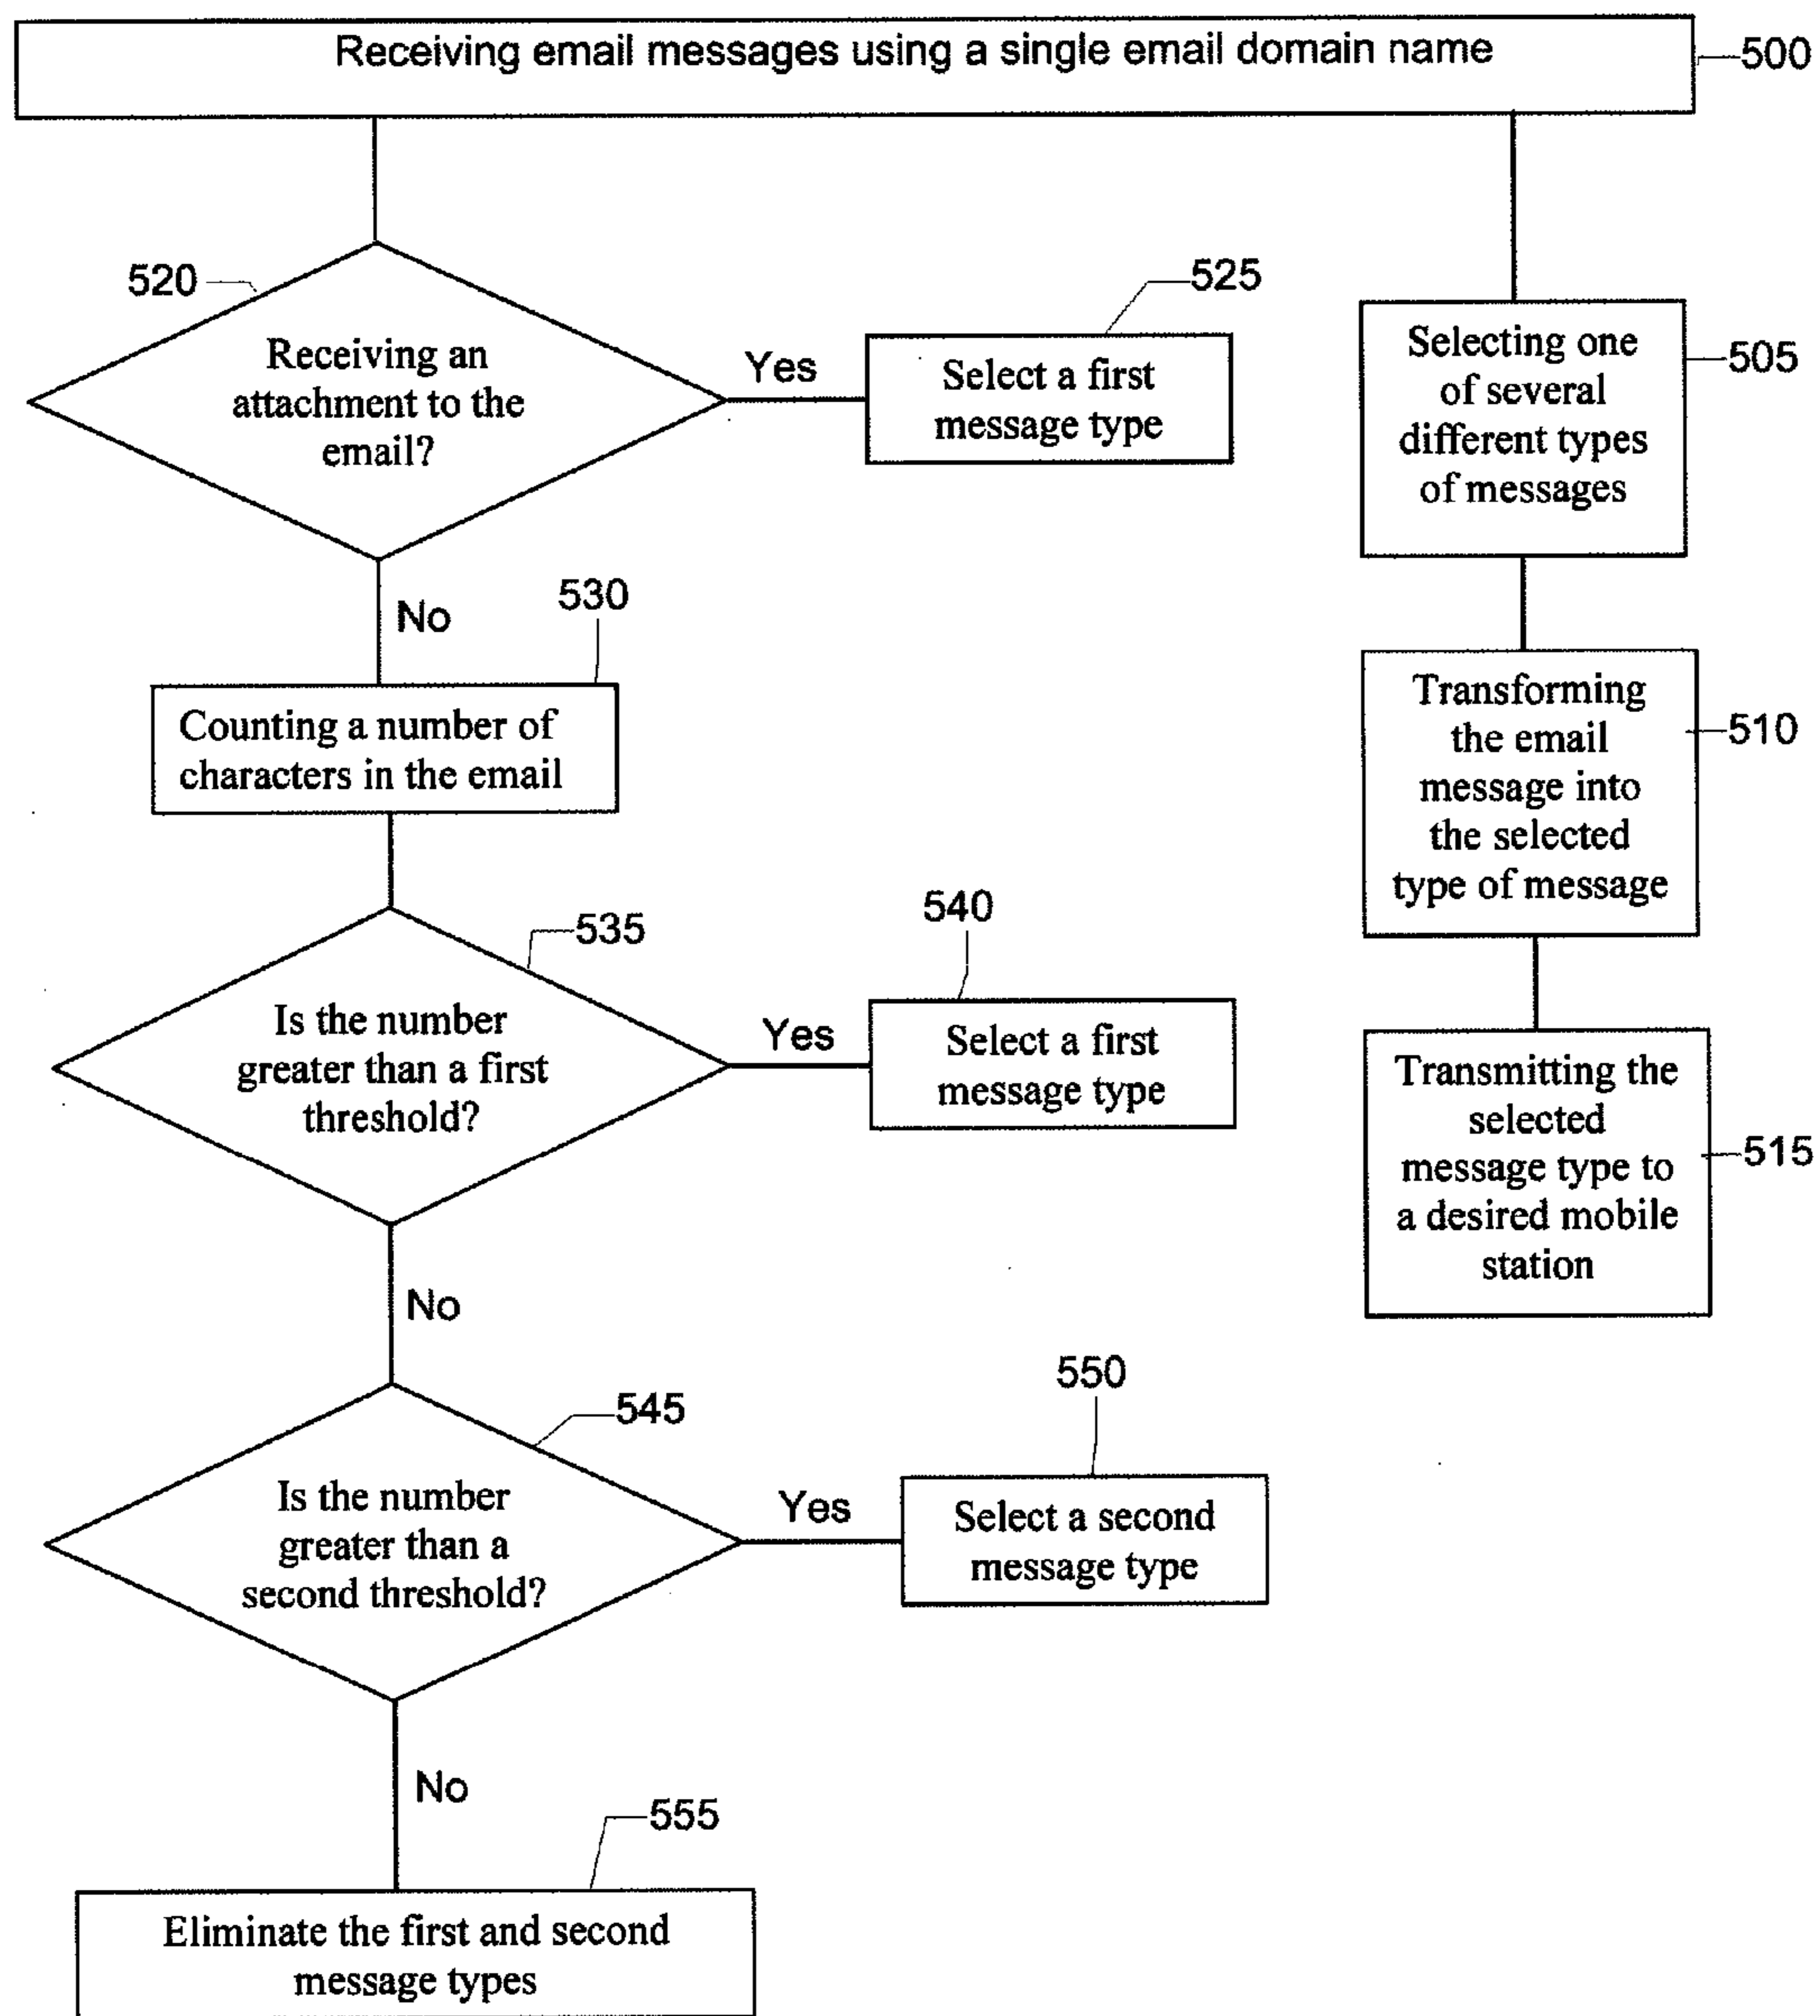 Receiving email messages using a single email domain name
500
520
Receiving an
attachment to the
email?
Yes
525
Select a first
message type
505
Selecting one
of several
different types
of messages
No
530
Counting a number of
characters in the email
510
Transforming
the email
message into
the selected
type of message
535
Is the number
greater than a first
threshold?
Yes
540
Select a first
message type
515
Transmitting the
selected
message type to
a desired mobile
station
No
545
Is the number
greater than a
second threshold?
Yes
550
Select a second
message type
No
555
Eliminate the first and second
message types